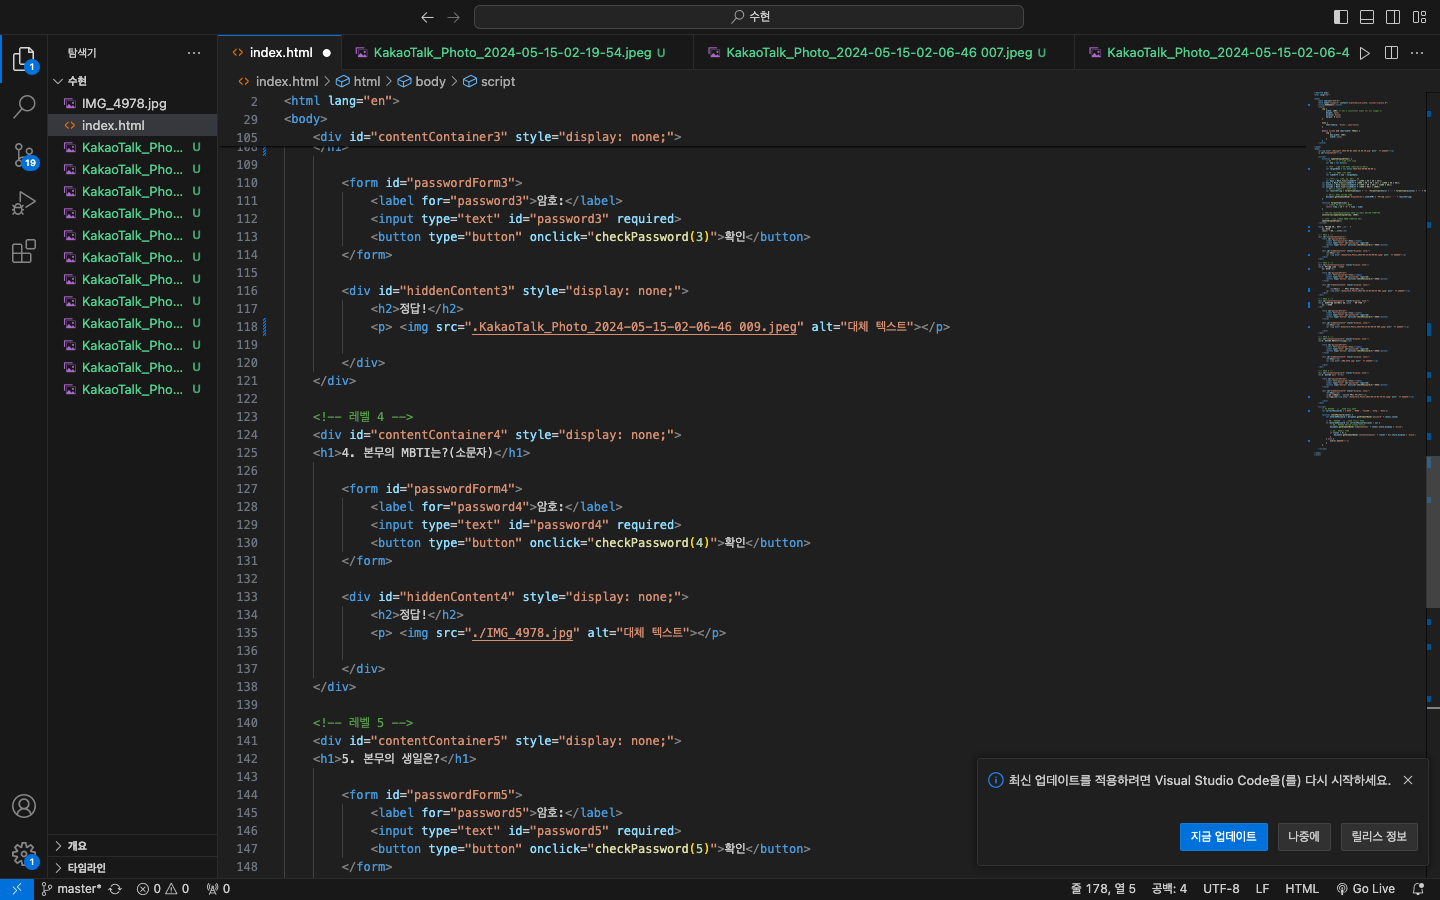 수현
탐색기
index.html
KakaoTalk_Photo_2024-05-15-02-19-54.jpeg U
KakaoTalk_Photo_2024-05-15-02-06-46 007.jpeg U
KakaoTalk_Photo_2024-05-15-02-06-4
수현
index.html > html > body > script
IMG_4978.jpg
index.html
KakaoTalk_Pho... U
KakaoTalk_Pho... U
KakaoTalk_Pho... U
KakaoTalk_Pho... U
KakaoTalk_Pho... U
KakaoTalk_Pho... U
KakaoTalk_Pho... U
KakaoTalk_Pho... U
KakaoTalk_Pho... U
KakaoTalk_Pho... U
KakaoTalk_Pho... U
KakaoTalk_Pho... U
1
19
1
개요
타임라인
2 <html lang="en">
29 <body>
105 <div id="contentContainer3" style="display: none;">
108 </h1>
109
110 <form id="passwordForm3">
111 <label for="password3">암호:</label>
112 <input type="text" id="password3" required>
113 <button type="button" onclick="checkPassword(3)">확인</button>
114 </form>
115
116 <div id="hiddenContent3" style="display: none;">
117 <h2>정답!</h2>
118 <p> <img src=".KakaoTalk_Photo_2024-05-15-02-06-46 009.jpeg" alt="대체 텍스트"></p>
119
120 </div>
121 </div>
122
123 <!-- 레벨 4 -->
124 <div id="contentContainer4" style="display: none;">
125 <h1>4. 본무의 MBTI는?(소문자)</h1>
126
127 <form id="passwordForm4">
128 <label for="password4">암호:</label>
129 <input type="text" id="password4" required>
130 <button type="button" onclick="checkPassword(4)">확인</button>
131 </form>
132
133 <div id="hiddenContent4" style="display: none;">
134 <h2>정답!</h2>
135 <p> <img src="./IMG_4978.jpg" alt="대체 텍스트"></p>
136
137 </div>
138 </div>
139
140 <!-- 레벨 5 -->
141 <div id="contentContainer5" style="display: none;">
142 <h1>5. 본무의 생일은?</h1>
143
144 <form id="passwordForm5">
145 <label for="password5">암호:</label>
146 <input type="text" id="password5" required>
147 <button type="button" onclick="checkPassword(5)">확인</button>
148 </form>
최신 업데이트를 적용하려면 Visual Studio Code을(를) 다시 시작하세요.
지금 업데이트 나중에 릴리스 정보
master* 0 0 0
줄 178, 열 5 공백: 4 UTF-8 LF HTML Go Live